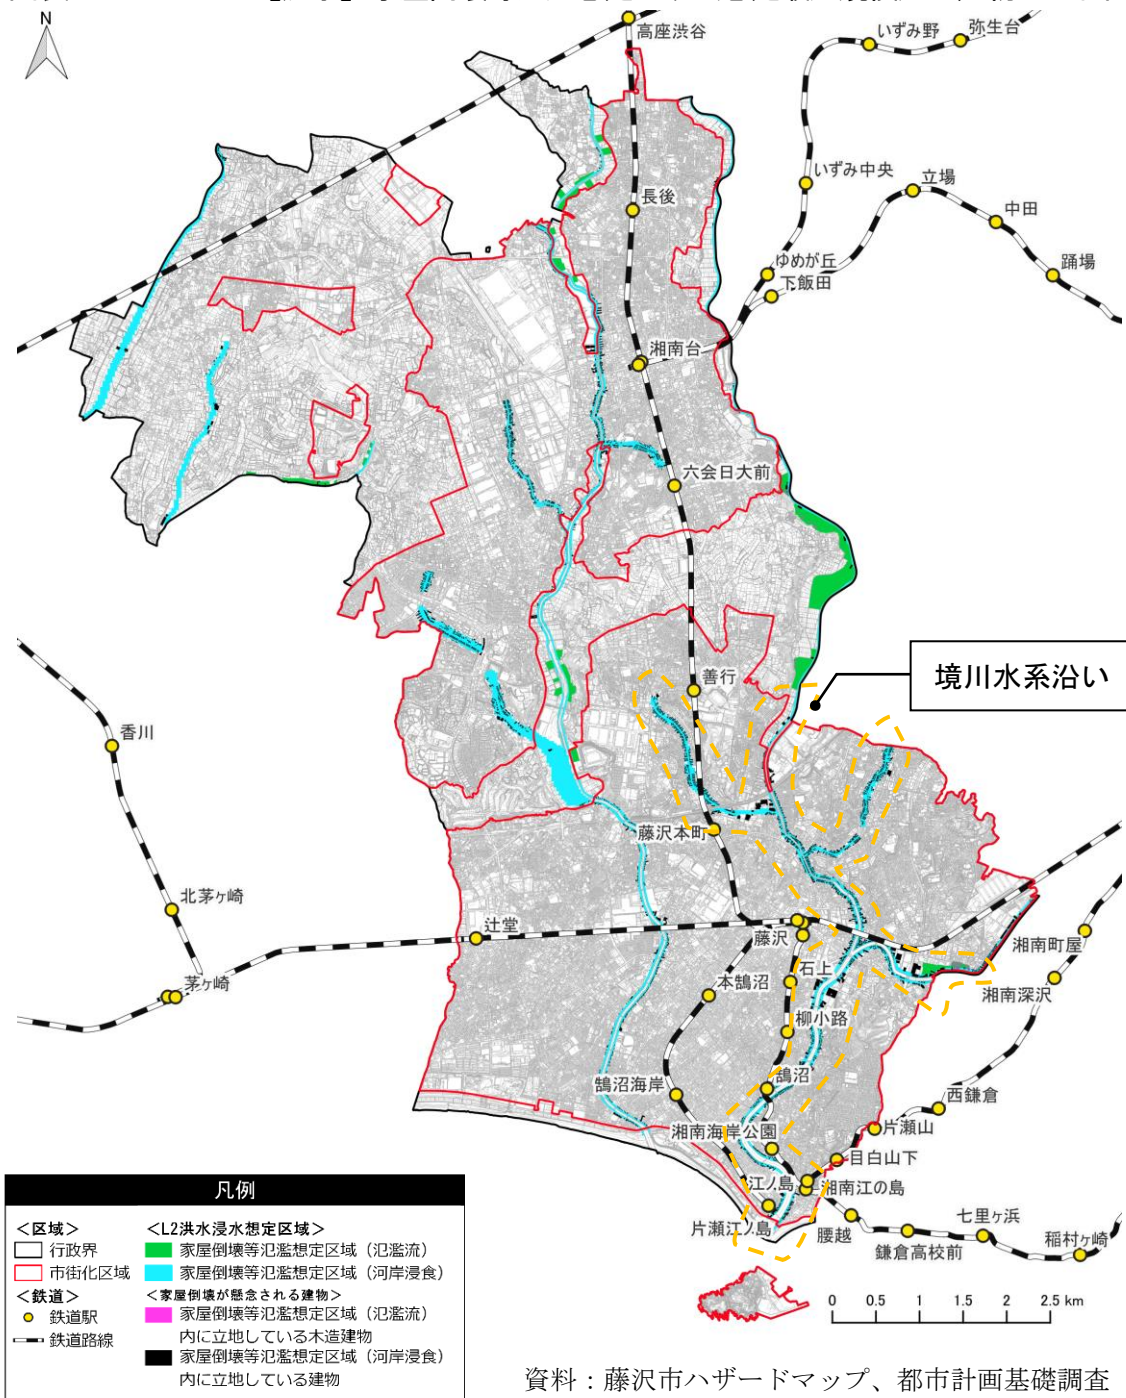 N
高座渋谷
いずみ野
弥生台
いずみ中央
立場
中田
踊場
長後
ゆめが丘
下飯田
湘南台
六会日大前
善行
境川水系沿い
香川
藤沢本町
北茅ヶ崎
辻堂
藤沢
湘南町屋
石上
本鵠沼
湘南深沢
茅ヶ崎
柳小路
鵠沼
鵠沼海岸
西鎌倉
湘南海岸公園
片瀬山
目白山下
江ノ島
湘南江の島
片瀬江ノ島
腰越
七里ヶ浜
鎌倉高校前
稲村ヶ崎
凡例
<区域>
行政界
市街化区域
<鉄道>
鉄道駅
鉄道路線
<L2洪水浸水想定区域>
家屋倒壊等氾濫想定区域（氾濫流）
家屋倒壊等氾濫想定区域（河岸浸食）
<家屋倒壊が懸念される建物>
家屋倒壊等氾濫想定区域（氾濫流）
内に立地している木造建物
家屋倒壊等氾濫想定区域（河岸浸食）
内に立地している建物
0 0.5 1 1.5 2 2.5 km
資料：藤沢市ハザードマップ、都市計画基礎調査